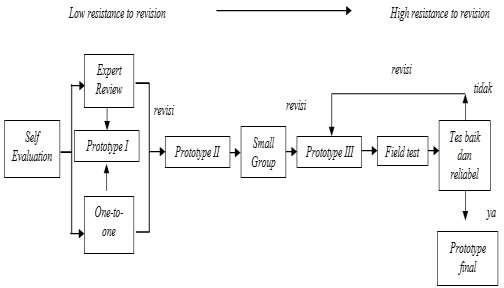 Low resistance to revision
High resistance to revision
Expert
Review
revisi
tidak
Self
Evaluation
Prototype I
revisi
Prototype II
Small
Group
revisi
Prototype III
Field test
Tes baik
dan
reliabel
One-to-
one
ya
Prototype
final